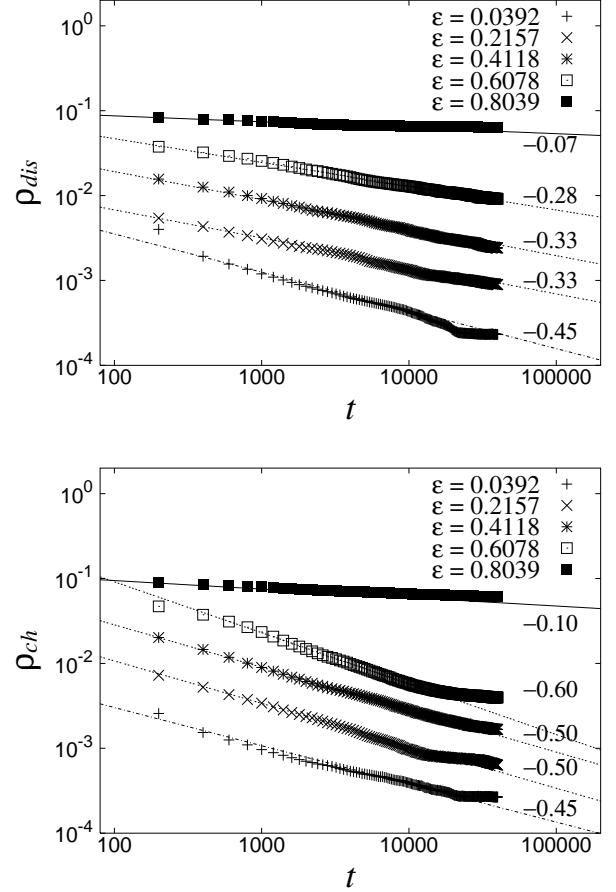 10^0
10^-1
10^-2
10^-3
10^-4
ρ_dis
ε = 0.0392
ε = 0.2157
ε = 0.4118
ε = 0.6078
ε = 0.8039
−0.07
−0.28
−0.33
−0.33
−0.45
100 1000 10000 100000
t
10^0
10^-1
10^-2
10^-3
10^-4
ρ_ch
ε = 0.0392
ε = 0.2157
ε = 0.4118
ε = 0.6078
ε = 0.8039
−0.10
−0.60
−0.50
−0.50
−0.45
100 1000 10000 100000
t